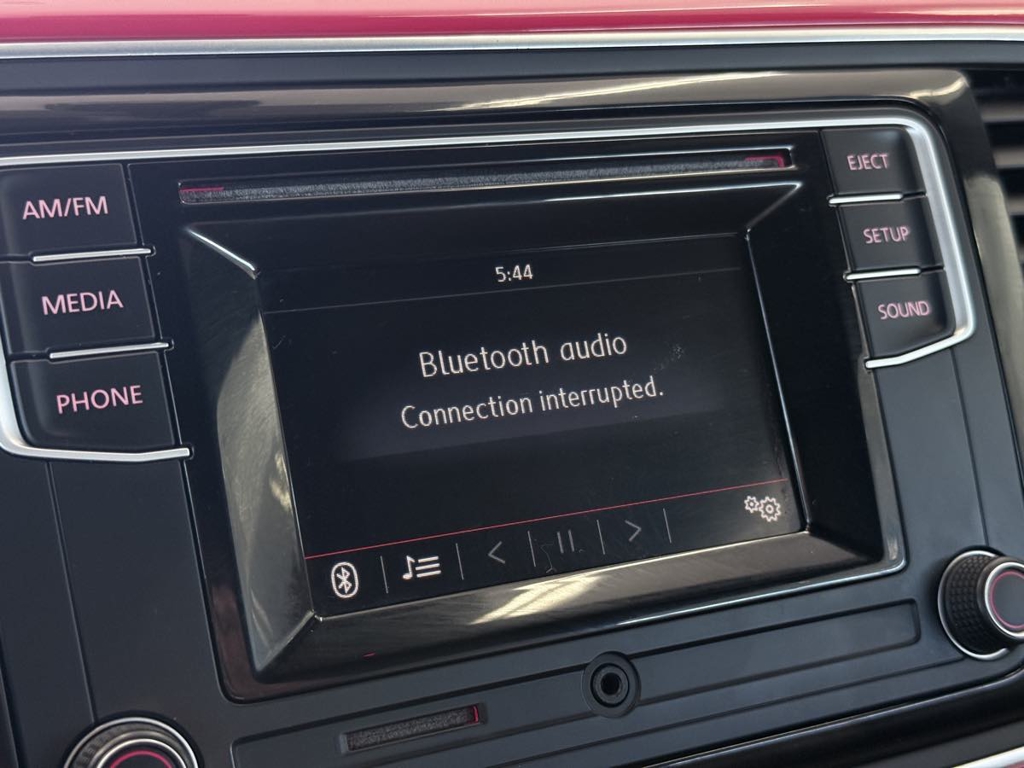 AM/FM
MEDIA
PHONE
5:44
Bluetooth audio
Connection interrupted.
EJECT
SETUP
SOUND